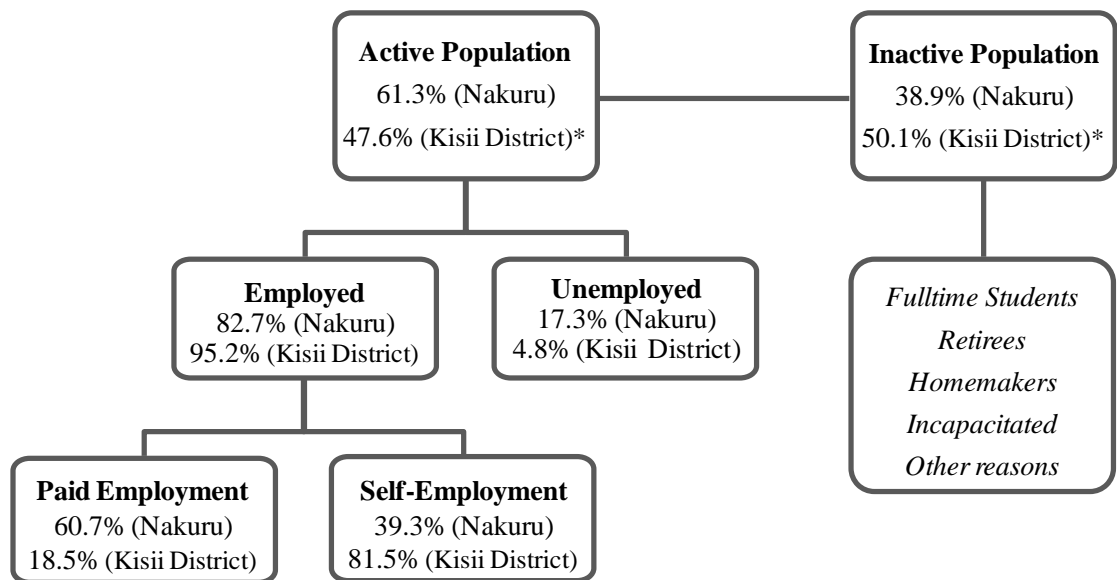 Active Population
61.3% (Nakuru)
47.6% (Kisii District)*
Inactive Population
38.9% (Nakuru)
50.1% (Kisii District)*
Employed
82.7% (Nakuru)
95.2% (Kisii District)
Unemployed
17.3% (Nakuru)
4.8% (Kisii District)
Fulltime Students
Retirees
Homemakers
Incapacitated
Other reasons
Paid Employment
60.7% (Nakuru)
18.5% (Kisii District)
Self-Employment
39.3% (Nakuru)
81.5% (Kisii District)